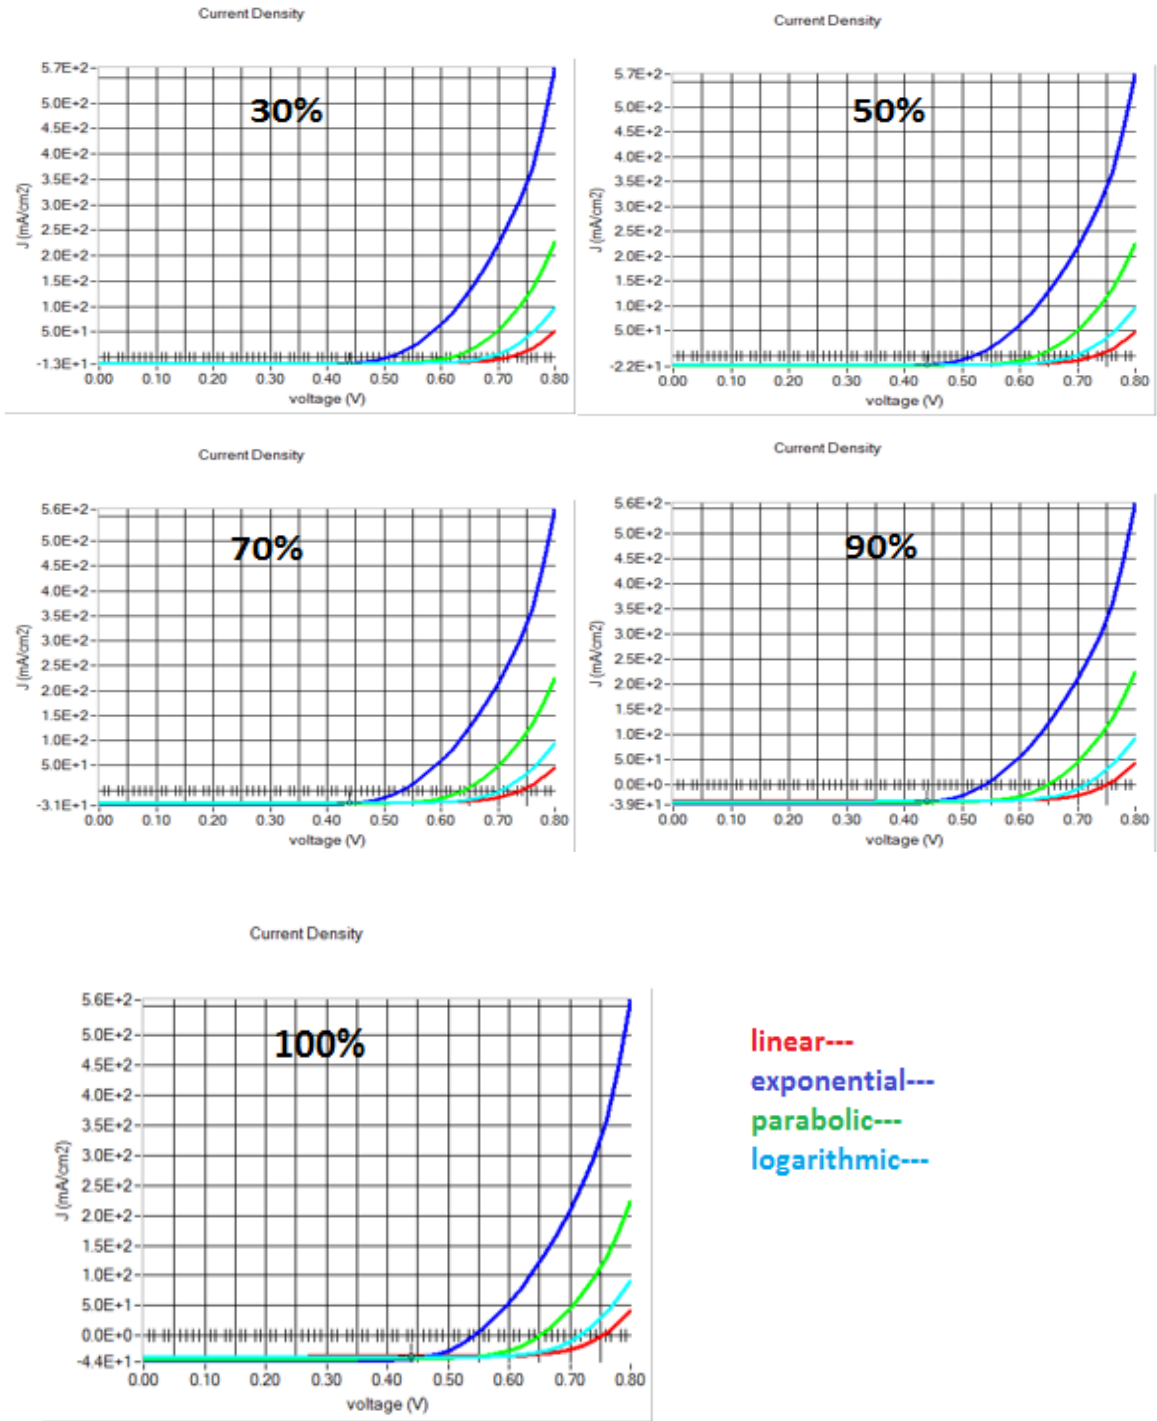 Current Density
30%
5.7E+2
5.0E+2
4.5E+2
4.0E+2
3.5E+2
3.0E+2
2.5E+2
2.0E+2
1.5E+2
1.0E+2
5.0E+1
-1.3E+1
J (mA/cm2)
0.00 0.10 0.20 0.30 0.40 0.50 0.60 0.70 0.80
voltage (V)
Current Density
50%
5.7E+2
5.0E+2
4.5E+2
4.0E+2
3.5E+2
3.0E+2
2.5E+2
2.0E+2
1.5E+2
1.0E+2
5.0E+1
-2.2E+1
J (mA/cm2)
0.00 0.10 0.20 0.30 0.40 0.50 0.60 0.70 0.80
voltage (V)
Current Density
70%
5.6E+2
5.0E+2
4.5E+2
4.0E+2
3.5E+2
3.0E+2
2.5E+2
2.0E+2
1.5E+2
1.0E+2
5.0E+1
-3.1E+1
J (mA/cm2)
0.00 0.10 0.20 0.30 0.40 0.50 0.60 0.70 0.80
voltage (V)
Current Density
90%
5.6E+2
5.0E+2
4.5E+2
4.0E+2
3.5E+2
3.0E+2
2.5E+2
2.0E+2
1.5E+2
1.0E+2
5.0E+1
0.0E+0
-3.9E+1
J (mA/cm2)
0.00 0.10 0.20 0.30 0.40 0.50 0.60 0.70 0.80
voltage (V)
Current Density
100%
5.6E+2
5.0E+2
4.5E+2
4.0E+2
3.5E+2
3.0E+2
2.5E+2
2.0E+2
1.5E+2
1.0E+2
5.0E+1
0.0E+0
-4.4E+1
J (mA/cm2)
0.00 0.10 0.20 0.30 0.40 0.50 0.60 0.70 0.80
voltage (V)
linear---
exponential---
parabolic---
logarithmic---